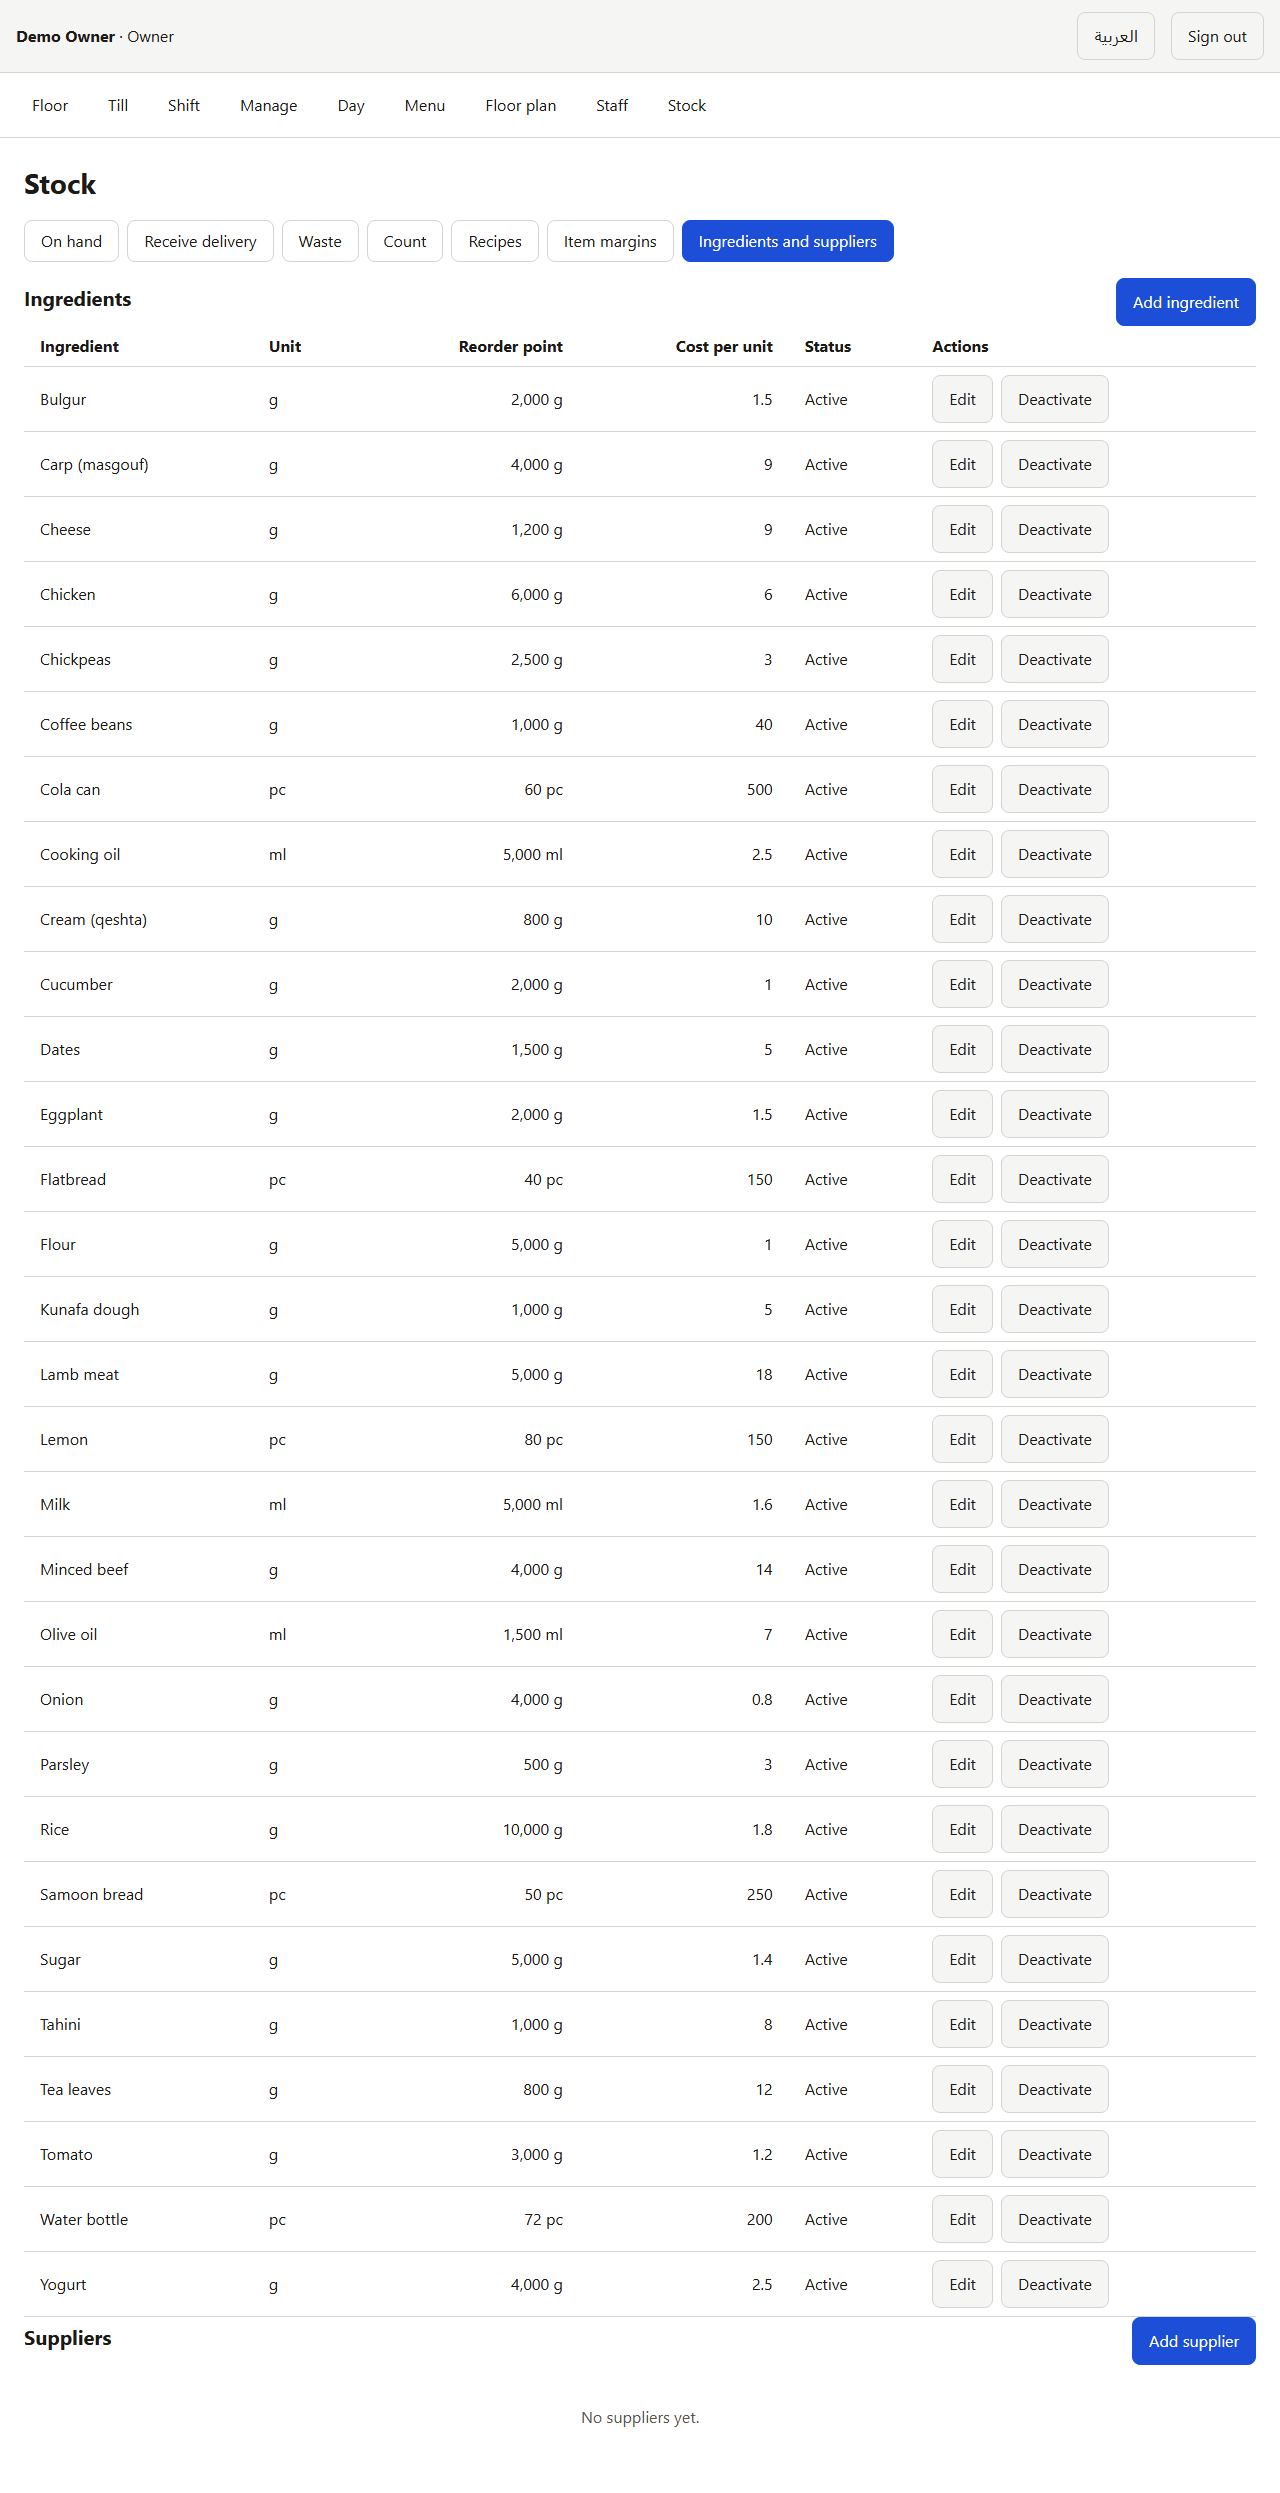 Demo Owner · Owner
العربية
Sign out
Floor Till Shift Manage Day Menu Floor plan Staff Stock
Stock
On hand Receive delivery Waste Count Recipes Item margins Ingredients and suppliers
Ingredients
Add ingredient
Ingredient Unit Reorder point Cost per unit Status Actions
Bulgur g 2,000 g 1.5 Active Edit Deactivate
Carp (masgouf) g 4,000 g 9 Active Edit Deactivate
Cheese g 1,200 g 9 Active Edit Deactivate
Chicken g 6,000 g 6 Active Edit Deactivate
Chickpeas g 2,500 g 3 Active Edit Deactivate
Coffee beans g 1,000 g 40 Active Edit Deactivate
Cola can pc 60 pc 500 Active Edit Deactivate
Cooking oil ml 5,000 ml 2.5 Active Edit Deactivate
Cream (qeshta) g 800 g 10 Active Edit Deactivate
Cucumber g 2,000 g 1 Active Edit Deactivate
Dates g 1,500 g 5 Active Edit Deactivate
Eggplant g 2,000 g 1.5 Active Edit Deactivate
Flatbread pc 40 pc 150 Active Edit Deactivate
Flour g 5,000 g 1 Active Edit Deactivate
Kunafa dough g 1,000 g 5 Active Edit Deactivate
Lamb meat g 5,000 g 18 Active Edit Deactivate
Lemon pc 80 pc 150 Active Edit Deactivate
Milk ml 5,000 ml 1.6 Active Edit Deactivate
Minced beef g 4,000 g 14 Active Edit Deactivate
Olive oil ml 1,500 ml 7 Active Edit Deactivate
Onion g 4,000 g 0.8 Active Edit Deactivate
Parsley g 500 g 3 Active Edit Deactivate
Rice g 10,000 g 1.8 Active Edit Deactivate
Samoon bread pc 50 pc 250 Active Edit Deactivate
Sugar g 5,000 g 1.4 Active Edit Deactivate
Tahini g 1,000 g 8 Active Edit Deactivate
Tea leaves g 800 g 12 Active Edit Deactivate
Tomato g 3,000 g 1.2 Active Edit Deactivate
Water bottle pc 72 pc 200 Active Edit Deactivate
Yogurt g 4,000 g 2.5 Active Edit Deactivate
Suppliers
Add supplier
No suppliers yet.